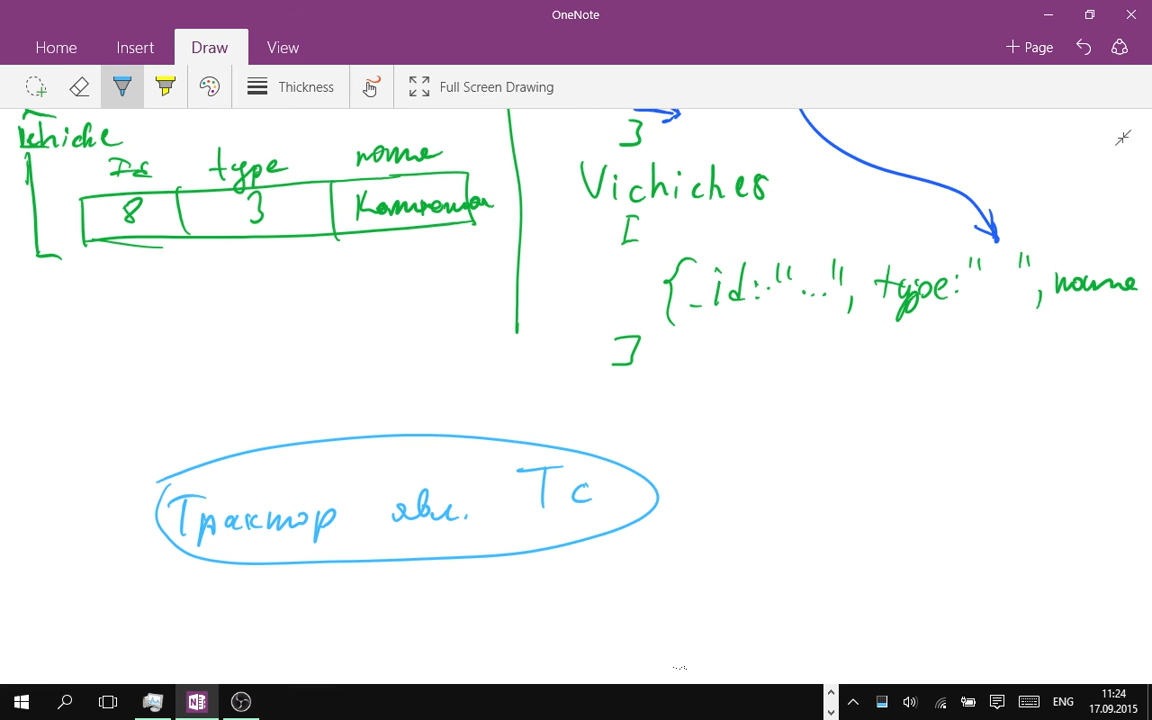 OneNote
Home Insert Draw View
Page
Thickness Full Screen Drawing
Vhiche
Id type name
8 3
]
Vichiches
[
{_id: "...", type: " ", name
]
Трактор явл. Тс
ENG
11:24
17.09.2015